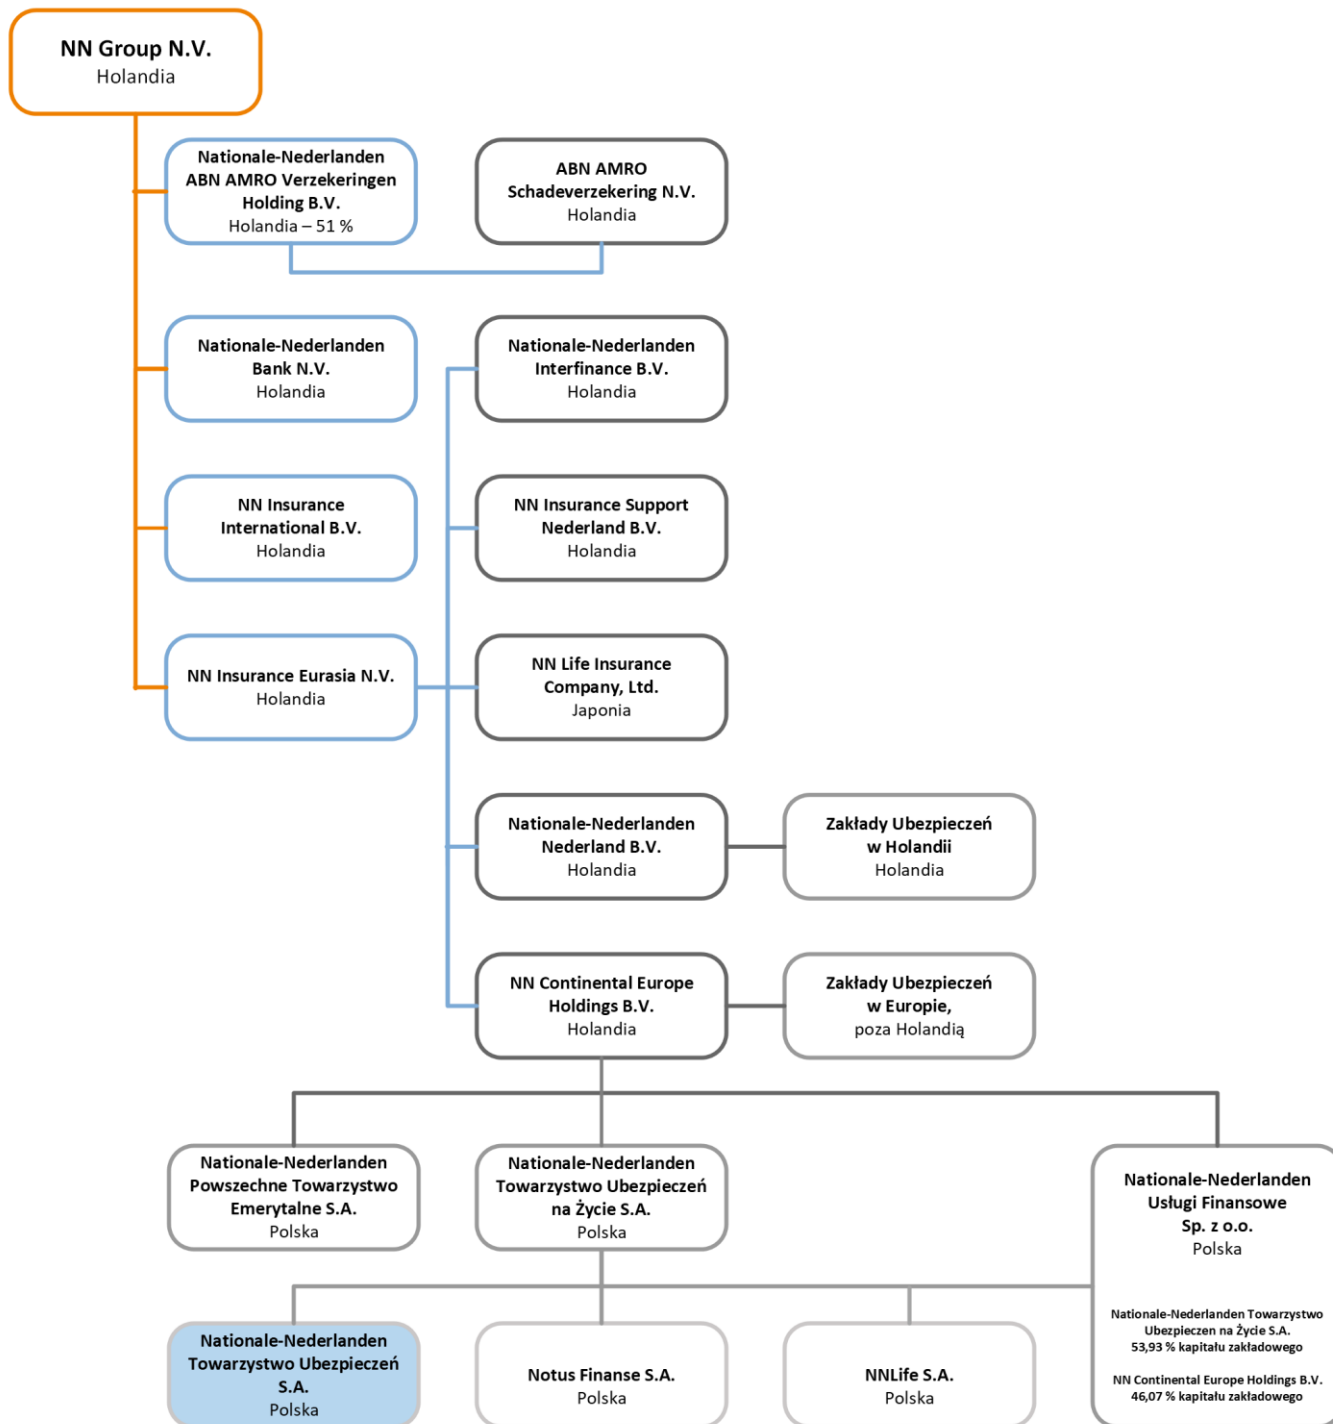 NN Group N.V.
Holandia
Nationale-Nederlanden
ABN AMRO Verzekeringen
Holding B.V.
Holandia – 51 %
ABN AMRO
Schadeverzekering N.V.
Holandia
Nationale-Nederlanden
Bank N.V.
Holandia
Nationale-Nederlanden
Interfinance B.V.
Holandia
NN Insurance
International B.V.
Holandia
NN Insurance Support
Nederland B.V.
Holandia
NN Insurance Eurasia N.V.
Holandia
NN Life Insurance
Company, Ltd.
Japonia
Nationale-Nederlanden
Nederland B.V.
Holandia
Zakłady Ubezpieczeń
w Holandii
Holandia
NN Continental Europe
Holdings B.V.
Holandia
Zakłady Ubezpieczeń
w Europie,
poza Holandią
Nationale-Nederlanden
Powszechne Towarzystwo
Emerytalne S.A.
Polska
Nationale-Nederlanden
Towarzystwo Ubezpieczeń
na Życie S.A.
Polska
Nationale-Nederlanden
Usługi Finansowe
Sp. z o.o.
Polska
Nationale-Nederlanden Towarzystwo
Ubezpieczen na Życie S.A.
53,93 % kapitału zakładowego
NN Continental Europe Holdings B.V.
46,07 % kapitału zakładowego
Nationale-Nederlanden
Towarzystwo Ubezpieczeń
S.A.
Polska
Notus Finanse S.A.
Polska
NNLife S.A.
Polska